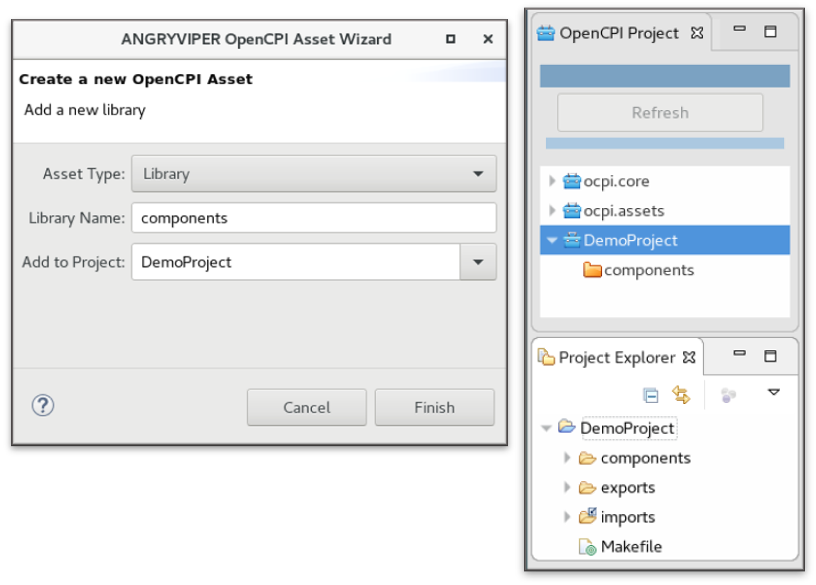 ANGRYVIPER OpenCPI Asset Wizard
Create a new OpenCPI Asset
Add a new library
Asset Type: Library
Library Name: components
Add to Project: DemoProject
?
Cancel Finish
OpenCPI Project
Refresh
ocpi.core
ocpi.assets
DemoProject
components
Project Explorer
DemoProject
components
exports
imports
Makefile